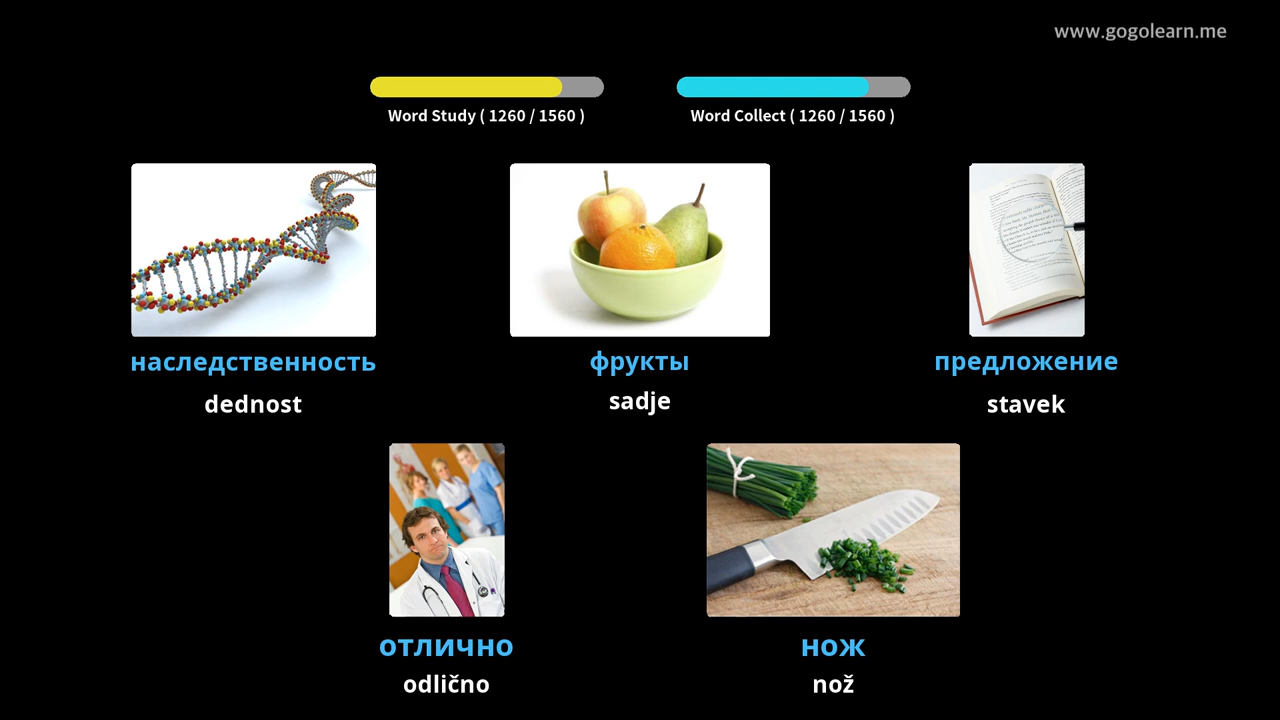 www.gogolearn.me
Word Study ( 1260 / 1560 )
Word Collect ( 1260 / 1560 )
наследственность
фрукты
предложение
dednost
sadje
stavek
отлично
нож
odlično
nož